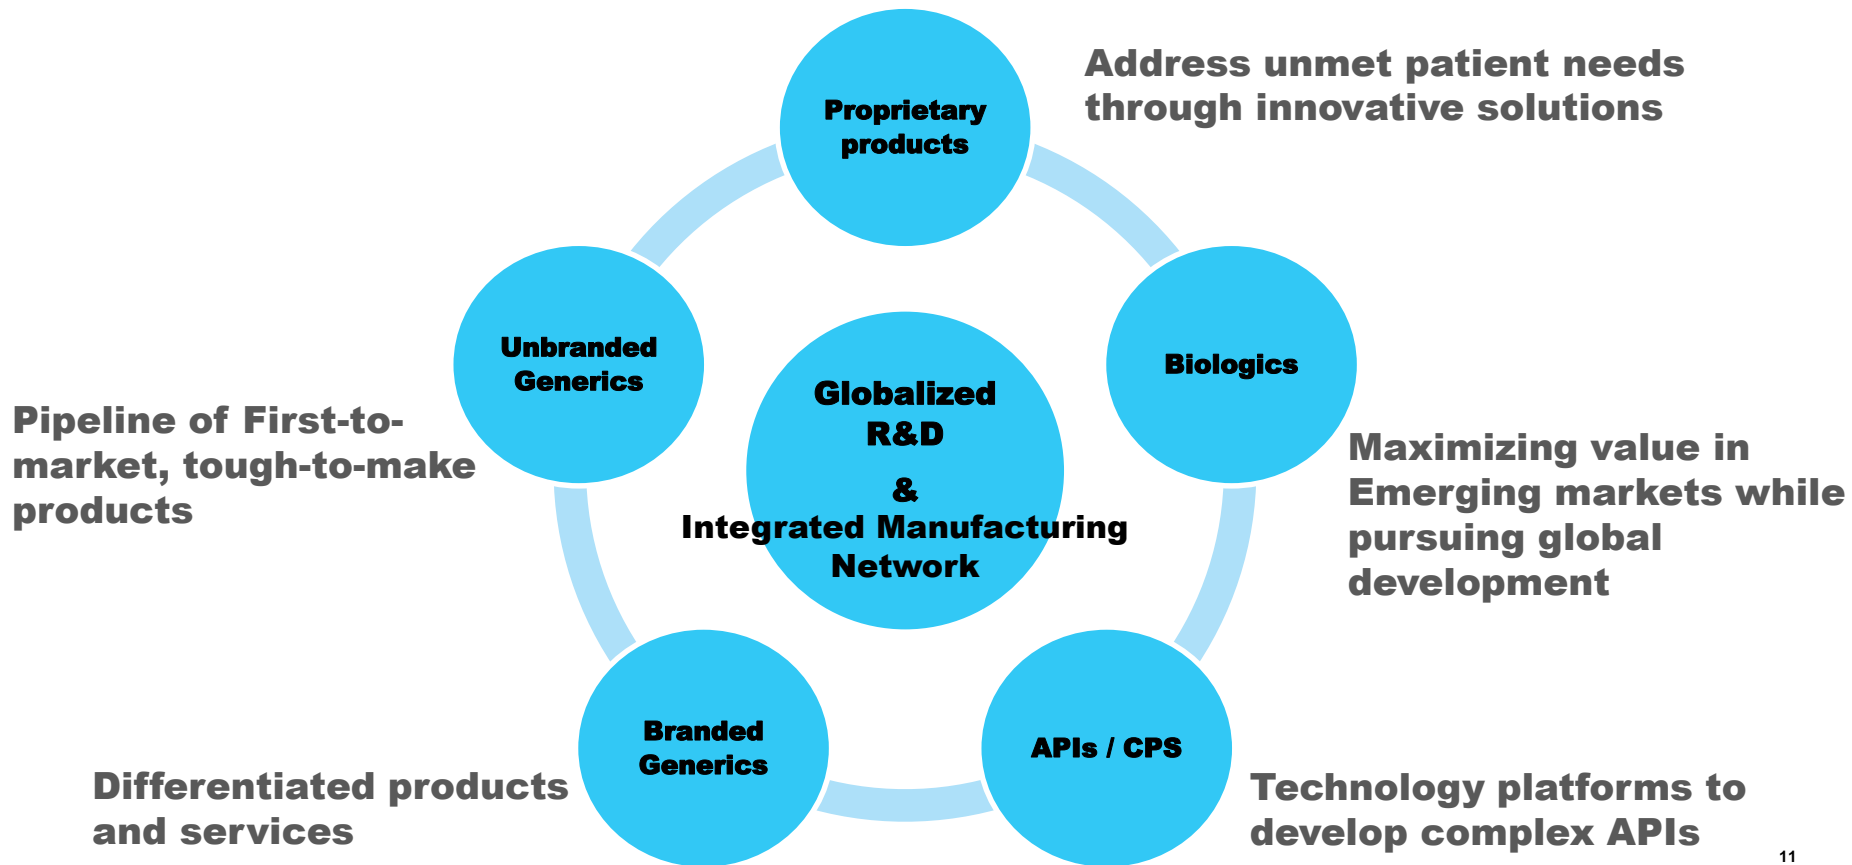 Proprietary
products
Address unmet patient needs
through innovative solutions
Biologics
Maximizing value in
Emerging markets while
pursuing global
development
APIs / CPS
Technology platforms to
develop complex APIs
Branded
Generics
Differentiated products
and services
Unbranded
Generics
Pipeline of First-to-
market, tough-to-make
products
Globalized
R&D
&
Integrated Manufacturing
Network
11